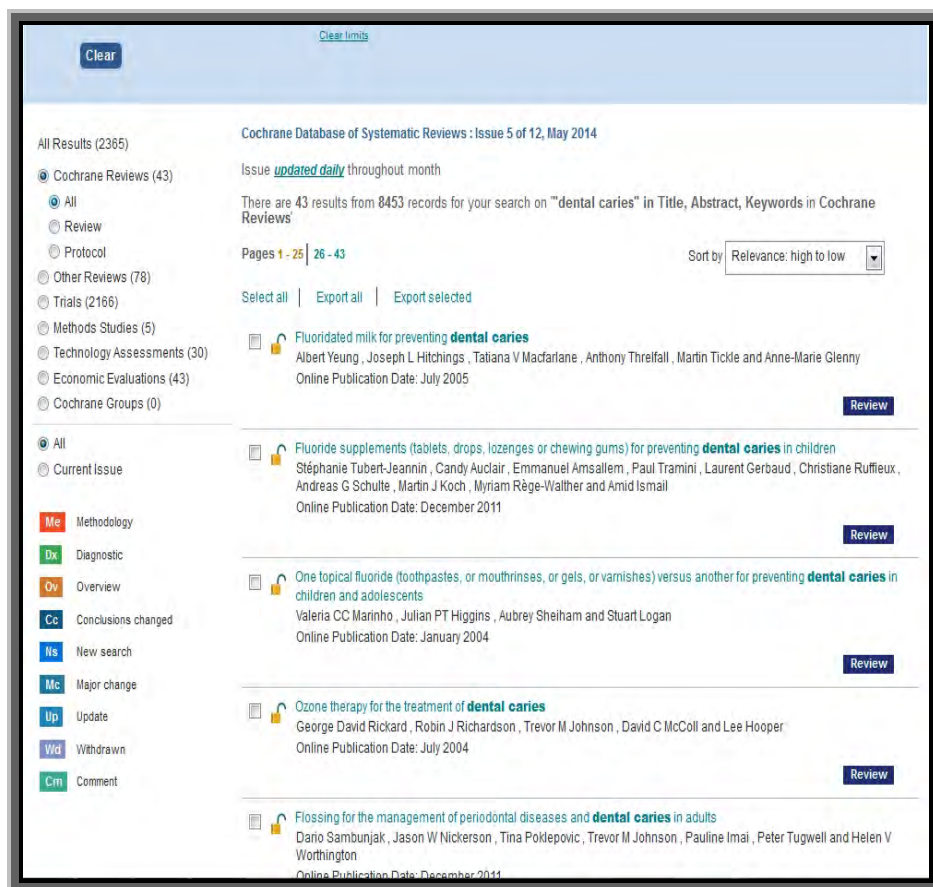 Clear
Clear limits
All Results (2365)
Cochrane Reviews (43)
All
Review
Protocol
Other Reviews (78)
Trials (2166)
Methods Studies (5)
Technology Assessments (30)
Economic Evaluations (43)
Cochrane Groups (0)
All
Current Issue
Me Methodology
Dx Diagnostic
Ov Overview
Cc Conclusions changed
Ns New search
Mc Major change
Up Update
Wd Withdrawn
Cm Comment
Cochrane Database of Systematic Reviews : Issue 5 of 12, May 2014
Issue updated daily throughout month
There are 43 results from 8453 records for your search on '"dental caries" in Title, Abstract, Keywords in Cochrane
Reviews'
Pages 1 - 25 | 26 - 43
Sort by Relevance: high to low
Select all | Export all | Export selected
Fluoridated milk for preventing dental caries
Albert Yeung , Joseph L Hitchings , Tatiana V Macfarlane , Anthony Threlfall , Martin Tickle and Anne-Marie Glenny
Online Publication Date: July 2005
Review
Fluoride supplements (tablets, drops, lozenges or chewing gums) for preventing dental caries in children
Stéphanie Tubert-Jeannin , Candy Auclair , Emmanuel Amsallem , Paul Tramini , Laurent Gerbaud , Christiane Ruffieux ,
Andreas G Schulte , Martin J Koch , Myriam Rège-Walther and Amid Ismail
Online Publication Date: December 2011
Review
One topical fluoride (toothpastes, or mouthrinses, or gels, or varnishes) versus another for preventing dental caries in
children and adolescents
Valeria CC Marinho , Julian PT Higgins , Aubrey Sheiham and Stuart Logan
Online Publication Date: January 2004
Review
Ozone therapy for the treatment of dental caries
George David Rickard , Robin J Richardson , Trevor M Johnson , David C McColl and Lee Hooper
Online Publication Date: July 2004
Review
Flossing for the management of periodontal diseases and dental caries in adults
Dario Sambunjak , Jason W Nickerson , Tina Poklepovic , Trevor M Johnson , Pauline Imai , Peter Tugwell and Helen V
Worthington
Online Publication Date: December 2011